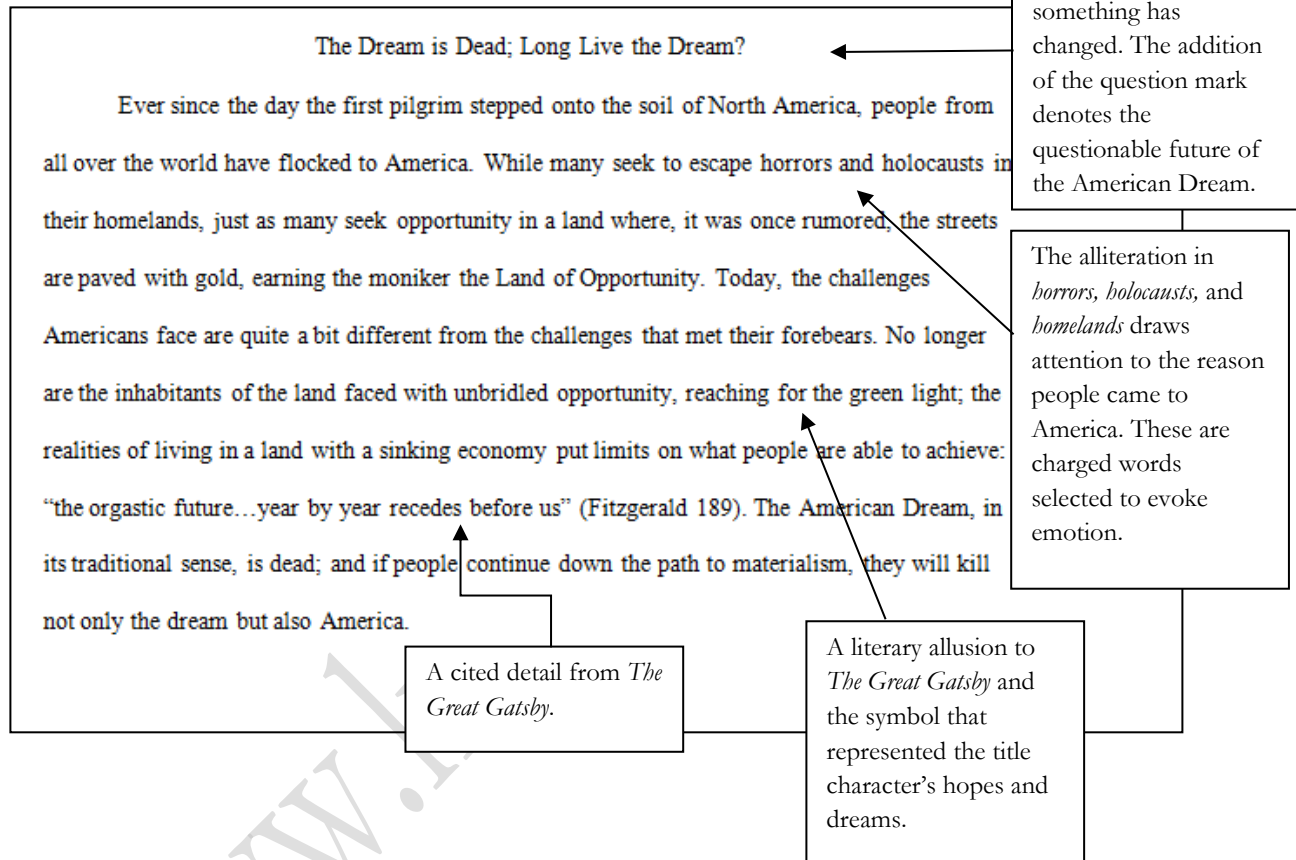 The Dream is Dead; Long Live the Dream?
Ever since the day the first pilgrim stepped onto the soil of North America, people from
all over the world have flocked to America. While many seek to escape horrors and holocausts in
their homelands, just as many seek opportunity in a land where, it was once rumored, the streets
are paved with gold, earning the moniker the Land of Opportunity. Today, the challenges
Americans face are quite a bit different from the challenges that met their forebears. No longer
are the inhabitants of the land faced with unbridled opportunity, reaching for the green light; the
realities of living in a land with a sinking economy put limits on what people are able to achieve:
“the orgastic future…year by year recedes before us” (Fitzgerald 189). The American Dream, in
its traditional sense, is dead; and if people continue down the path to materialism, they will kill
not only the dream but also America.
something has
changed. The addition
of the question mark
denotes the
questionable future of
the American Dream.
The alliteration in
horrors, holocausts, and
homelands draws
attention to the reason
people came to
America. These are
charged words
selected to evoke
emotion.
A cited detail from The
Great Gatsby.
A literary allusion to
The Great Gatsby and
the symbol that
represented the title
character’s hopes and
dreams.